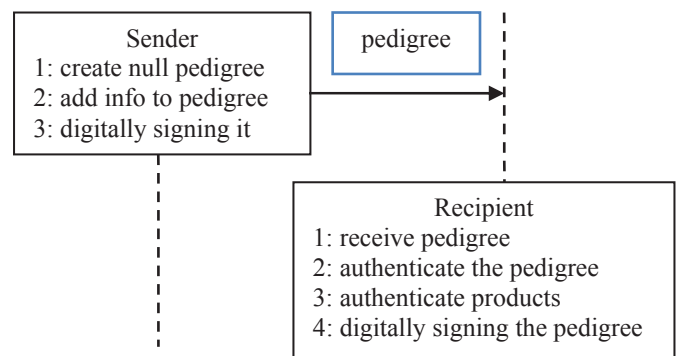 Sender
1: create null pedigree
2: add info to pedigree
3: digitally signing it
pedigree
Recipient
1: receive pedigree
2: authenticate the pedigree
3: authenticate products
4: digitally signing the pedigree